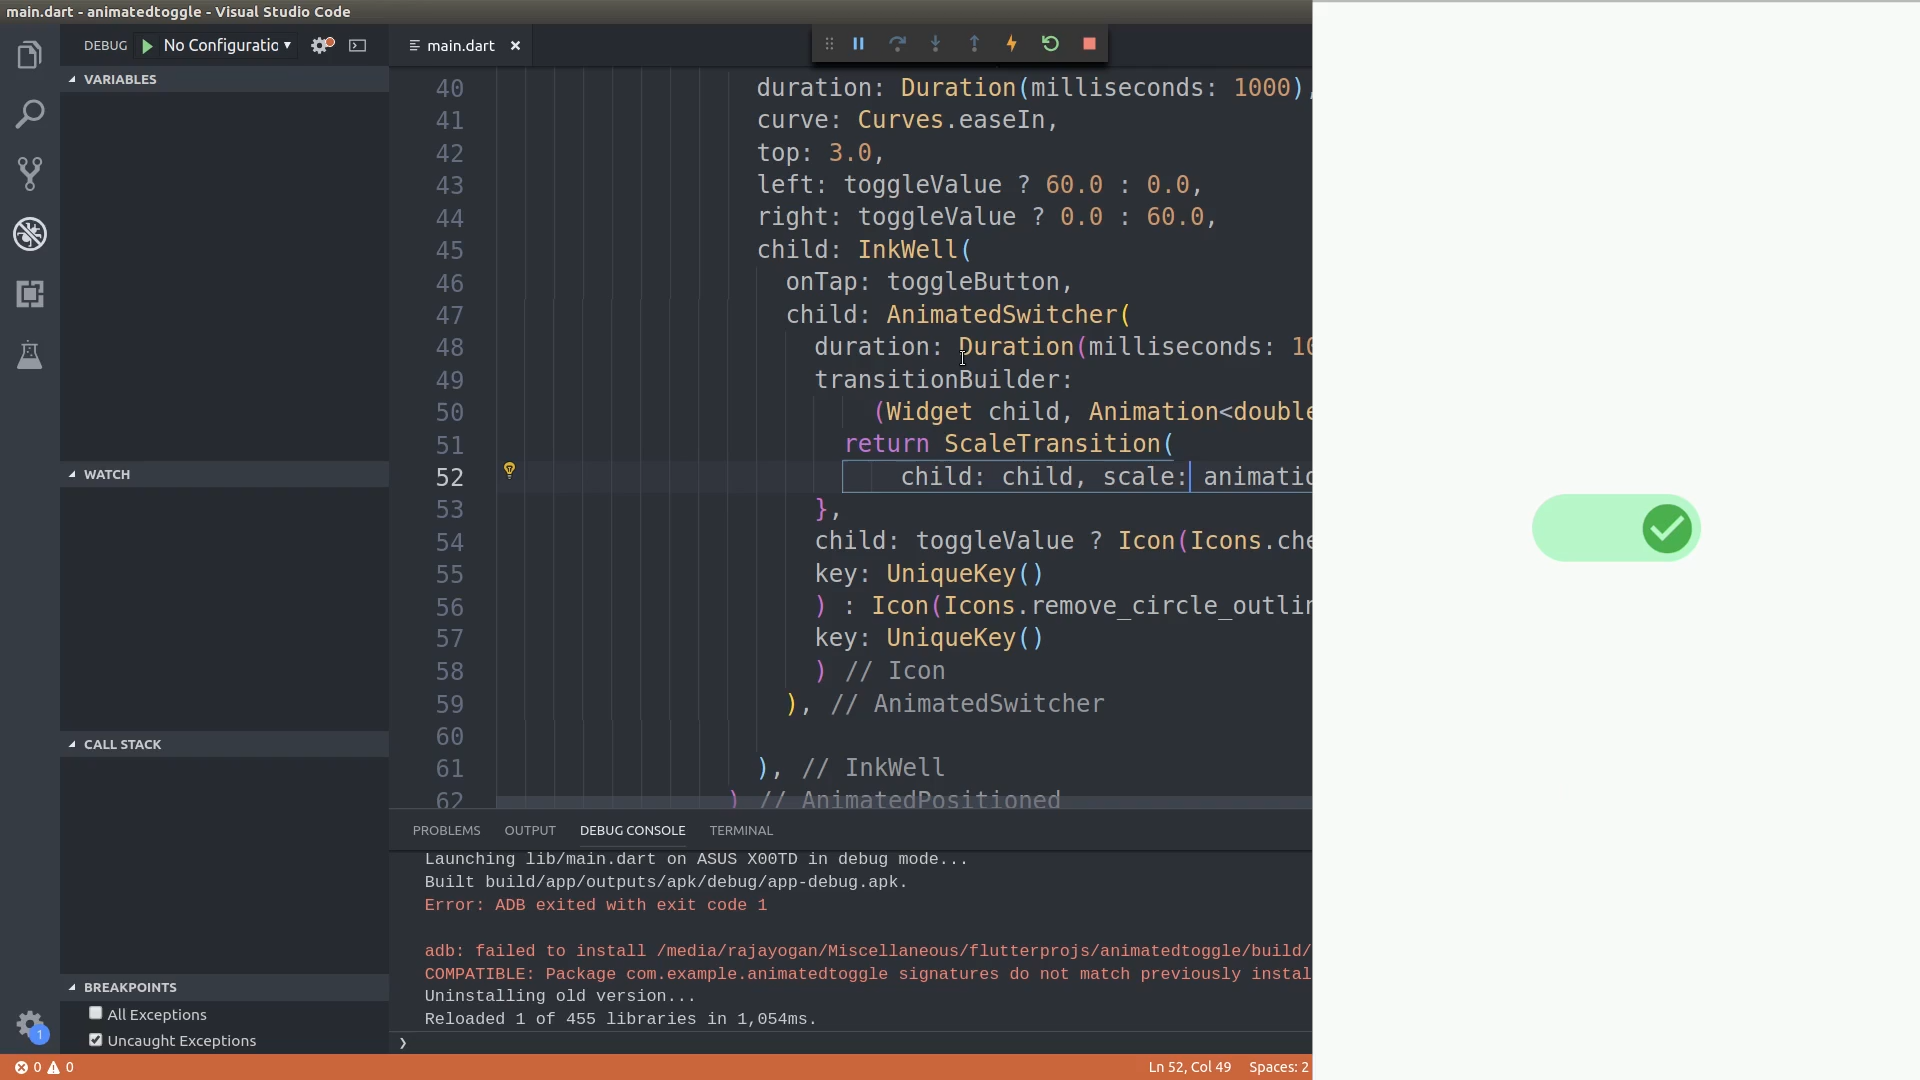 main.dart - animatedtoggle - Visual Studio Code
DEBUG No Configuratio
main.dart
VARIABLES
WATCH
CALL STACK
BREAKPOINTS
All Exceptions
Uncaught Exceptions
1
40 duration: Duration(milliseconds: 1000),
41 curve: Curves.easeIn,
42 top: 3.0,
43 left: toggleValue ? 60.0 : 0.0,
44 right: toggleValue ? 0.0 : 60.0,
45 child: InkWell(
46 onTap: toggleButton,
47 child: AnimatedSwitcher(
48 duration: Duration(milliseconds: 10
49 transitionBuilder:
50 (Widget child, Animation<double
51 return ScaleTransition(
52 child: child, scale: animatio
53 },
54 child: toggleValue ? Icon(Icons.che
55 key: UniqueKey()
56 ) : Icon(Icons.remove_circle_outlin
57 key: UniqueKey()
58 ) // Icon
59 ), // AnimatedSwitcher
60
61 ), // InkWell
62 ) // AnimatedPositioned
PROBLEMS OUTPUT DEBUG CONSOLE TERMINAL
Launching lib/main.dart on ASUS X00TD in debug mode...
Built build/app/outputs/apk/debug/app-debug.apk.
Error: ADB exited with exit code 1
adb: failed to install /media/rajayogan/Miscellaneous/flutterprojs/animatedtoggle/build/
COMPATIBLE: Package com.example.animatedtoggle signatures do not match previously instal
Uninstalling old version...
Reloaded 1 of 455 libraries in 1,054ms.
0 0 Ln 52, Col 49 Spaces: 2